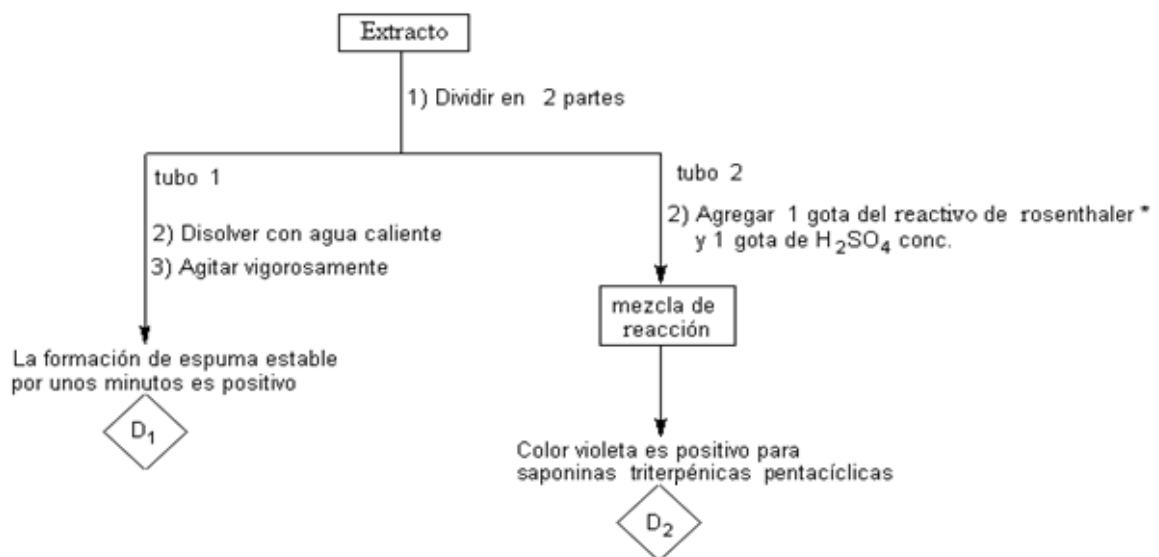 Extracto
1) Dividir en 2 partes
tubo 1
2) Disolver con agua caliente
3) Agitar vigorosamente
La formación de espuma estable
por unos minutos es positivo
D1
tubo 2
2) Agregar 1 gota del reactivo de rosenthaler *
y 1 gota de H2SO4 conc.
mezcla de
reacción
Color violeta es positivo para
saponinas triterpénicas pentacíclicas
D2